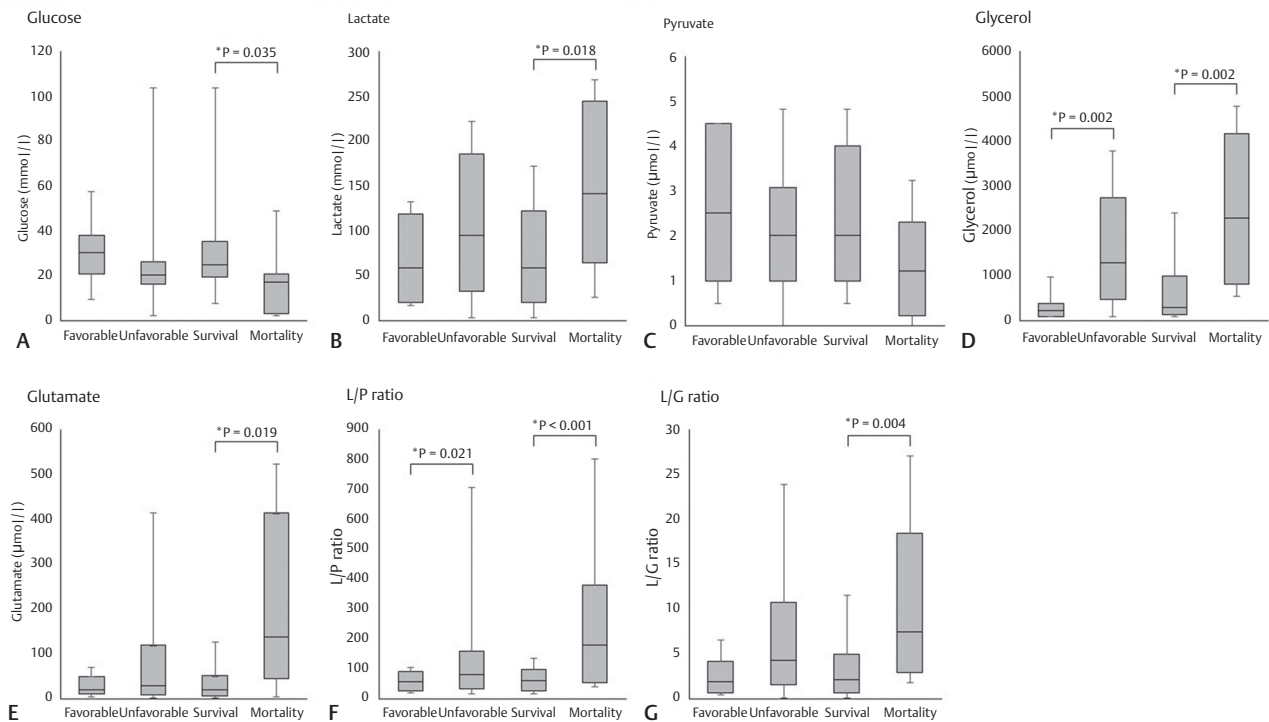 Glucose
120
*P = 0.035
100
80
60
40
20
0
Glucose (mmol/l)
Favorable Unfavorable Survival Mortality
A
Lactate
300
*P = 0.018
250
200
150
100
50
0
Lactate (mmol/l)
Favorable Unfavorable Survival Mortality
B
Pyruvate
6
5
4
3
2
1
0
Pyruvate (μmol/l)
Favorable Unfavorable Survival Mortality
C
Glycerol
6000
*P = 0.002
5000
*P = 0.002
4000
3000
2000
1000
0
Glycerol (μmol/l)
Favorable Unfavorable Survival Mortality
D
Glutamate
600
*P = 0.019
500
400
300
200
100
0
Glutamate (μmol/l)
Favorable Unfavorable Survival Mortality
E
L/P ratio
900
*P < 0.001
800
*P = 0.021
700
600
500
400
300
200
100
0
L/P ratio
Favorable Unfavorable Survival Mortality
F
L/G ratio
30
*P = 0.004
25
20
15
10
5
0
L/G ratio
Favorable Unfavorable Survival Mortality
G